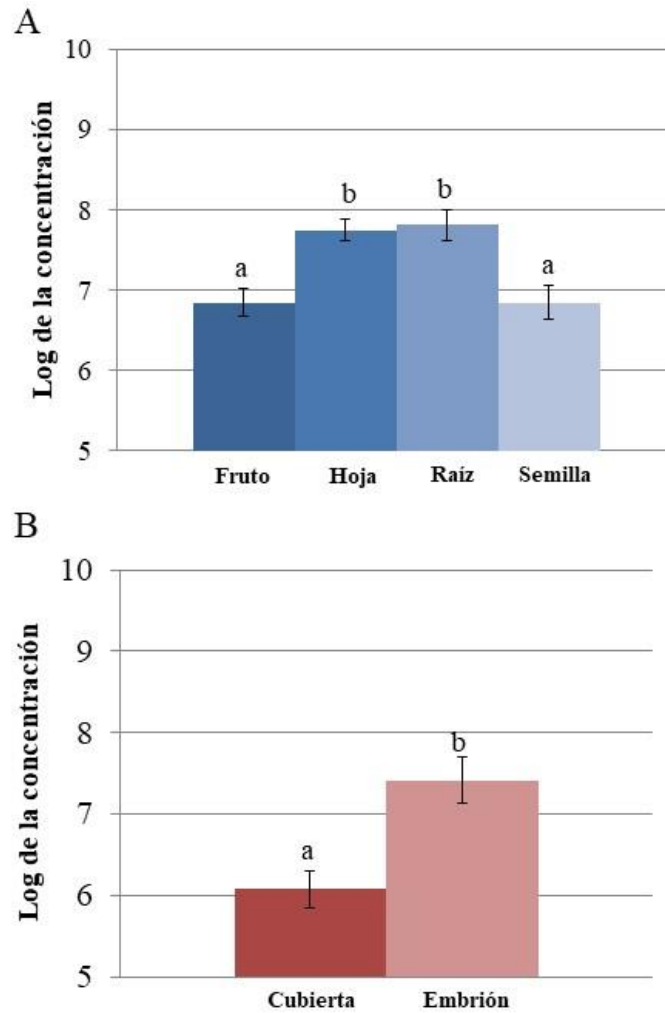 A
Log de la concentración
10
9
8
7
6
5
a
b
b
a
Fruto Hoja Raíz Semilla
B
Log de la concentración
10
9
8
7
6
5
a
b
Cubierta Embrión